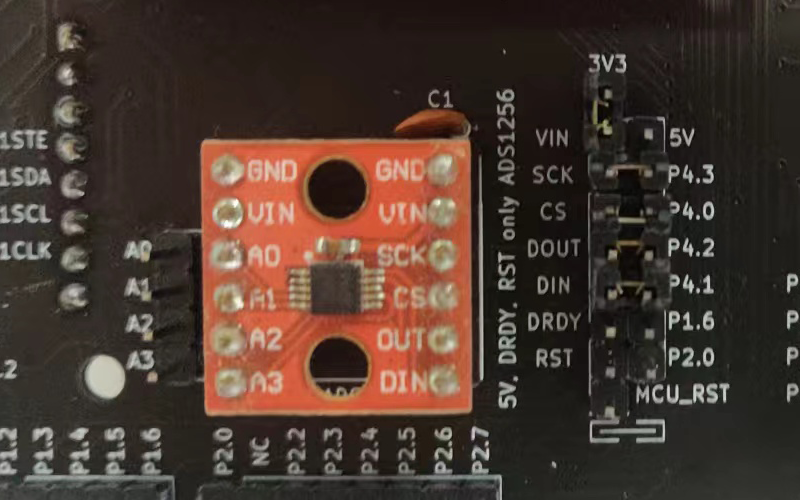 3V3
C1
VIN 5V
SCK P4.3
CS P4.0
DOUT P4.2
DIN P4.1
DRDY P1.6
RST P2.0
MCU_RST
5V, DRDY, RST only ADS1256
1STE
1SDA
1SCL
1CLK
A0
A1
A2
A3
GND GND
VIN VIN
A0 SCK
A1 CS
A2 OUT
A3 DIN
P1.2
P1.3
P1.4
P1.5
P1.6
P2.0
NC
P2.2
P2.3
P2.4
P2.5
P2.6
P2.7
P
P
P
P